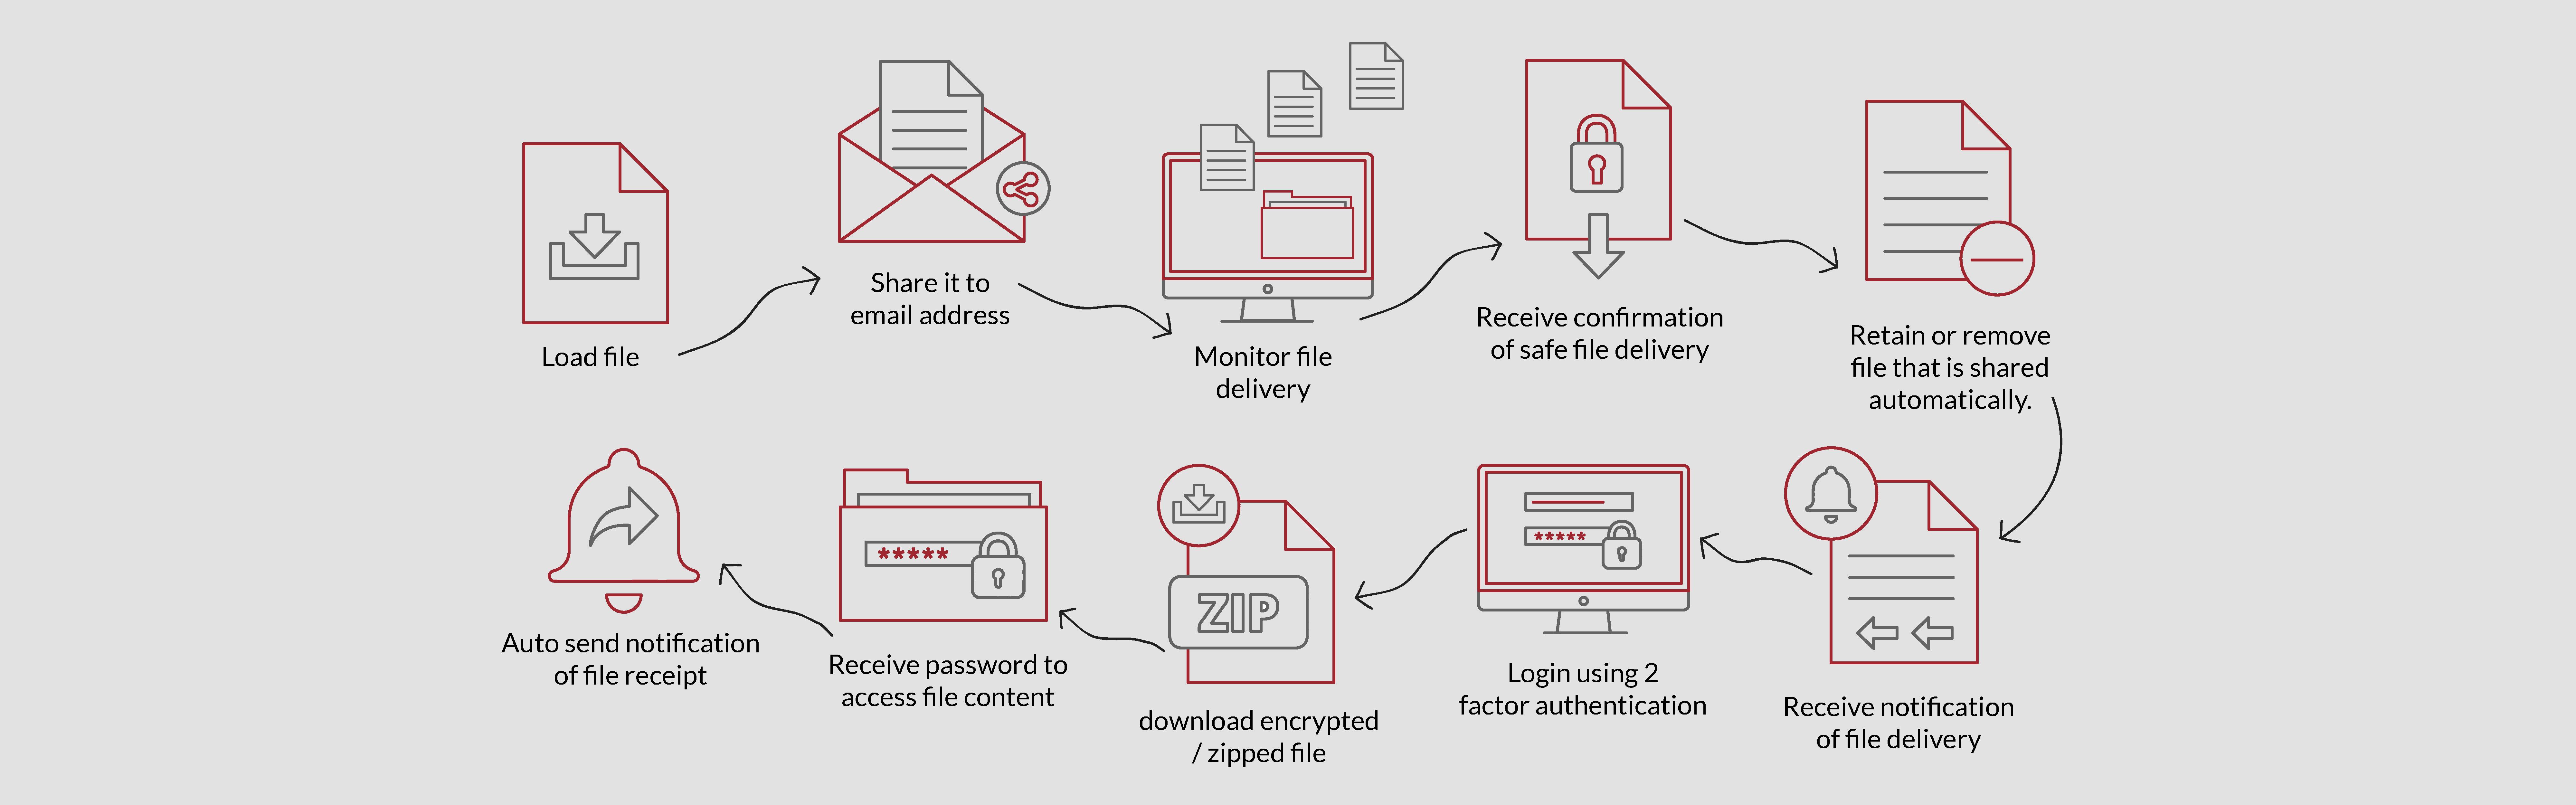 Load file
Share it to
email address
Monitor file
delivery
Receive confirmation
of safe file delivery
Retain or remove
file that is shared
automatically.
Receive notification
of file delivery
*****
Login using 2
factor authentication
ZIP
download encrypted
/ zipped file
*****
Receive password to
access file content
Auto send notification
of file receipt